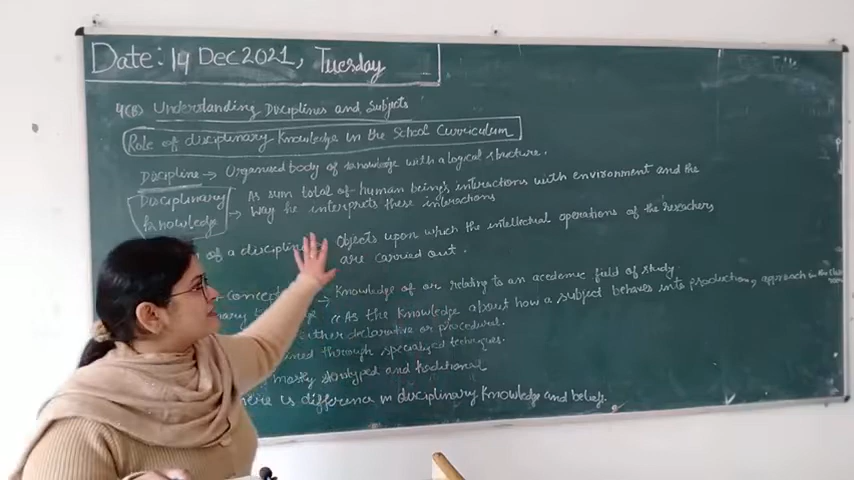 Date: 14 Dec 2021, Tuesday
4(B) Understanding Disciplines and Subjects
Role of disciplinary Knowledge in the School Curriculum
Discipline → Organised body of knowledge with a logical structure.
Disciplinary knowledge → As sum total of human being's interactions with environment and the
way he interprets these interactions
of a discipline Objects upon which the intellectual operations of the reseachers
are carried out.
→ Knowledge of or relating to an academic field of study
"As the knowledge about how a subject behaves into production, approach in the
either declarative or procedural.
through specialized techniques.
mostly and traditional
There is difference in disciplinary knowledge and beliefs.